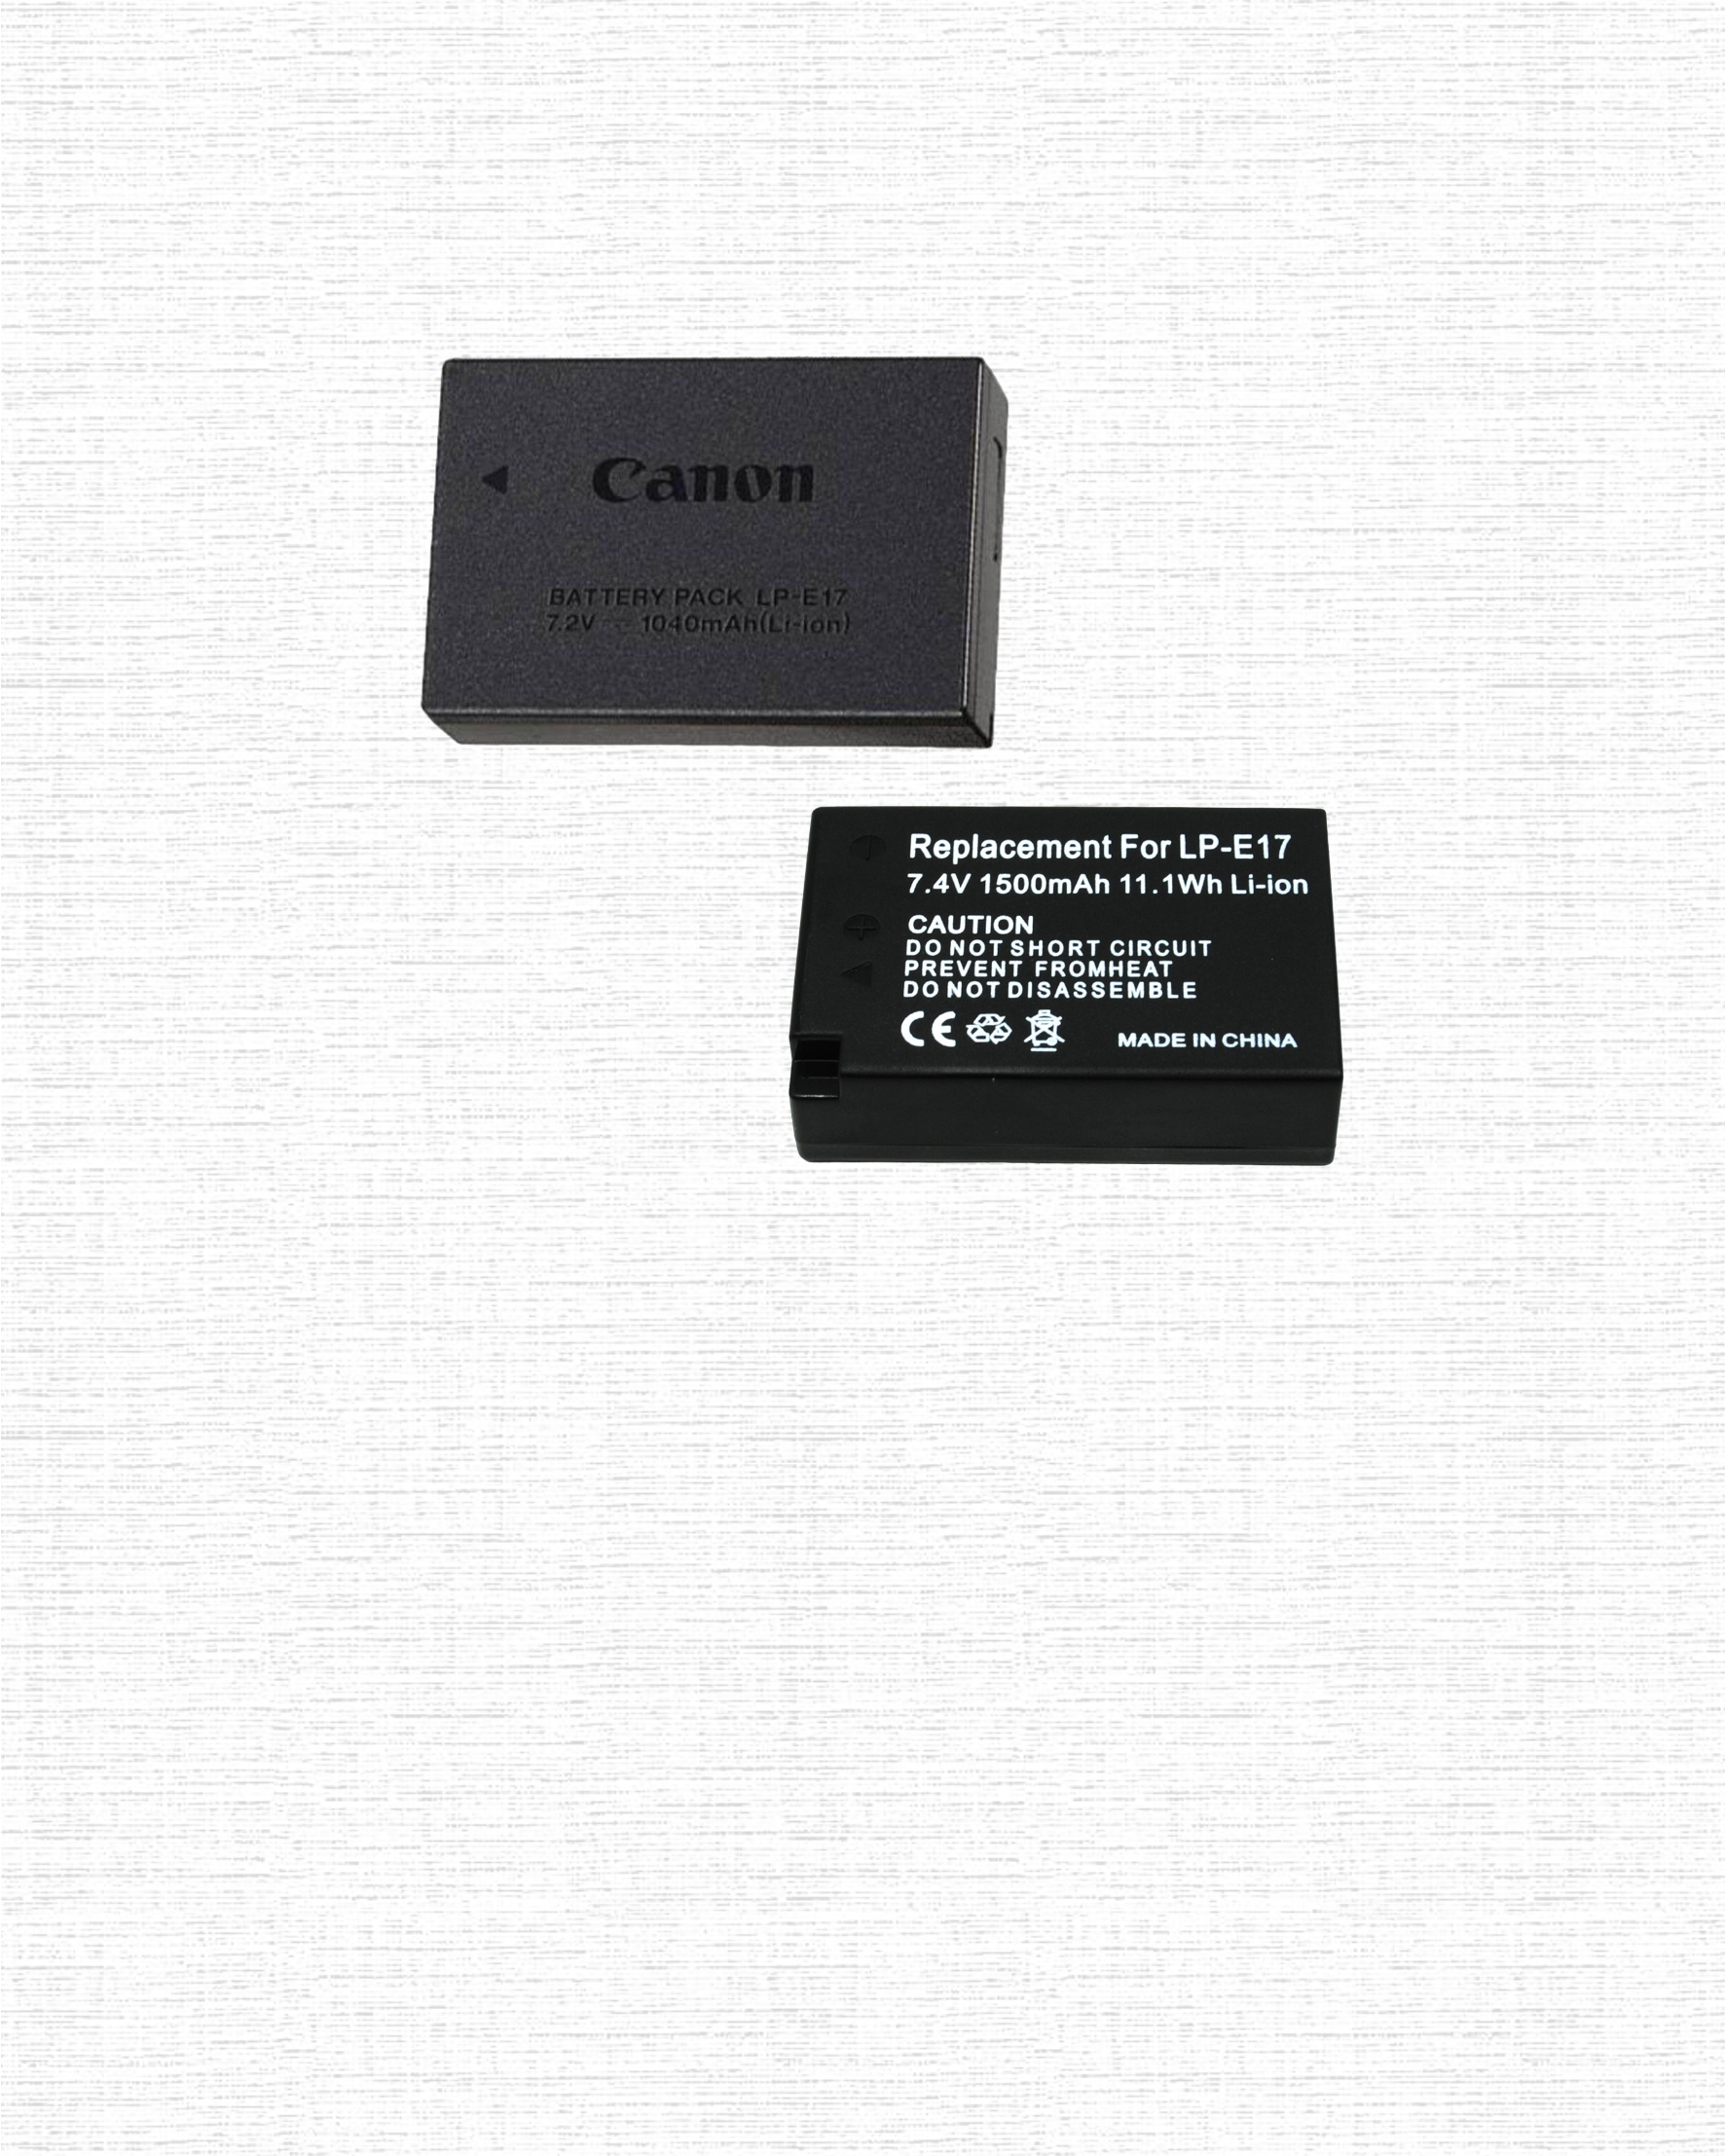 Canon
BATTERY PACK LP-E17
7.2V ⎓ 1040mAh(Li-ion)
Replacement For LP-E17
7.4V 1500mAh 11.1Wh Li-ion
CAUTION
DO NOT SHORT CIRCUIT
PREVENT FROMHEAT
DO NOT DISASSEMBLE
CE
MADE IN CHINA